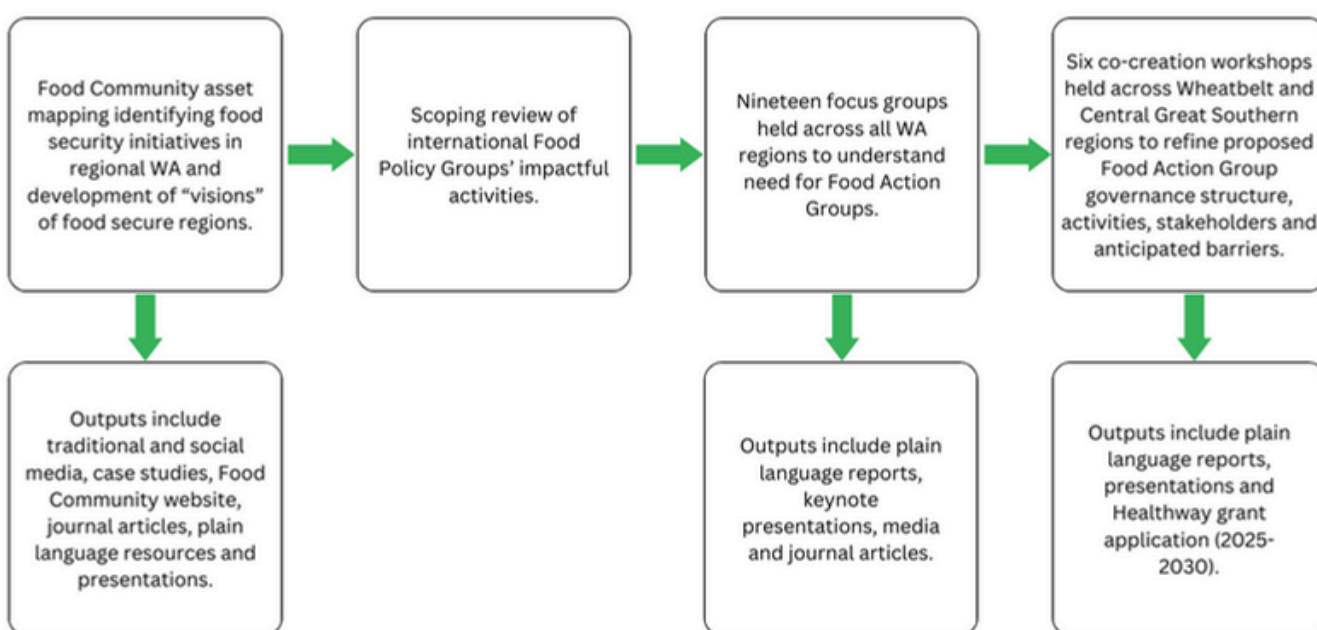 Food Community asset
mapping identifying food
security initiatives in
regional WA and
development of “visions”
of food secure regions.
Scoping review of
international Food
Policy Groups’ impactful
activities.
Nineteen focus groups
held across all WA
regions to understand
need for Food Action
Groups.
Six co-creation workshops
held across Wheatbelt and
Central Great Southern
regions to refine proposed
Food Action Group
governance structure,
activities, stakeholders and
anticipated barriers.
Outputs include
traditional and social
media, case studies, Food
Community website,
journal articles, plain
language resources and
presentations.
Outputs include plain
language reports,
keynote
presentations, media
and journal articles.
Outputs include plain
language reports,
presentations and
Healthway grant
application (2025-
2030).